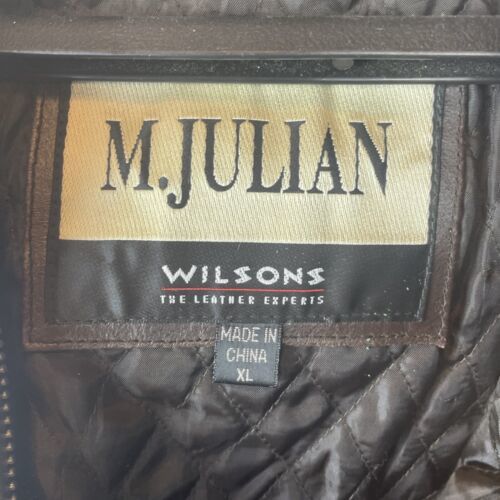 M.JULIAN
WILSONS
THE LEATHER EXPERTS
MADE IN
CHINA
XL